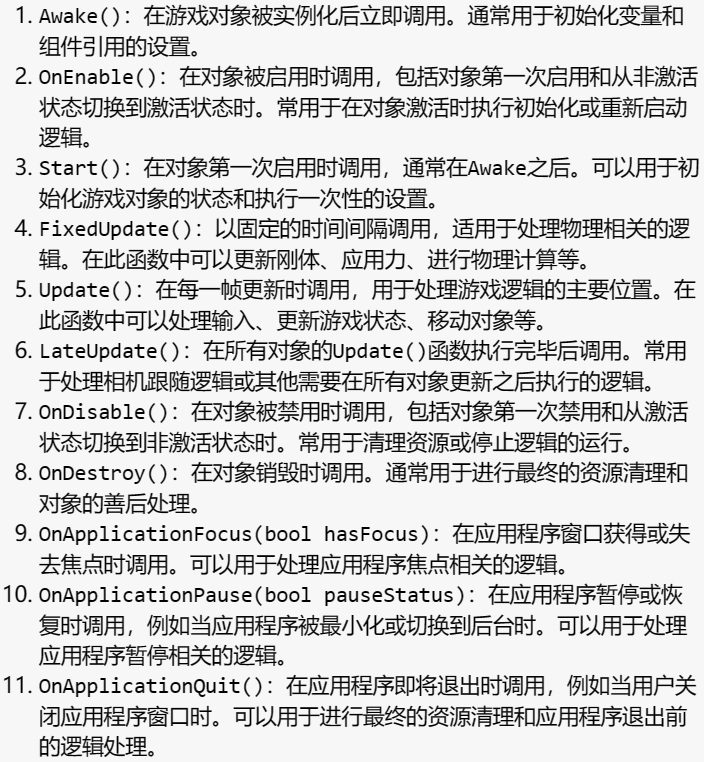 1. Awake()：在游戏对象被实例化后立即调用。通常用于初始化变量和
组件引用的设置。
2. OnEnable()：在对象被启用时调用，包括对象第一次启用和从非激活
状态切换到激活状态时。常用于在对象激活时执行初始化或重新启动
逻辑。
3. Start()：在对象第一次启用时调用，通常在Awake之后。可以用于初
始化游戏对象的状态和执行一次性的设置。
4. FixedUpdate()：以固定的时间间隔调用，适用于处理物理相关的逻
辑。在此函数中可以更新刚体、应用力、进行物理计算等。
5. Update()：在每一帧更新时调用，用于处理游戏逻辑的主要位置。在
此函数中可以处理输入、更新游戏状态、移动对象等。
6. LateUpdate()：在所有对象的Update()函数执行完毕后调用。常用
于处理相机跟随逻辑或其他需要在所有对象更新之后执行的逻辑。
7. OnDisable()：在对象被禁用时调用，包括对象第一次禁用和从激活
状态切换到非激活状态时。常用于清理资源或停止逻辑的运行。
8. OnDestroy()：在对象销毁时调用。通常用于进行最终的资源清理和
对象的善后处理。
9. OnApplicationFocus(bool hasFocus)：在应用程序窗口获得或失
去焦点时调用。可以用于处理应用程序焦点相关的逻辑。
10. OnApplicationPause(bool pauseStatus)：在应用程序暂停或恢
复时调用，例如当应用程序被最小化或切换到后台时。可以用于处理
应用程序暂停相关的逻辑。
11. OnApplicationQuit()：在应用程序即将退出时调用，例如当用户关
闭应用程序窗口时。可以用于进行最终的资源清理和应用程序退出前
的逻辑处理。